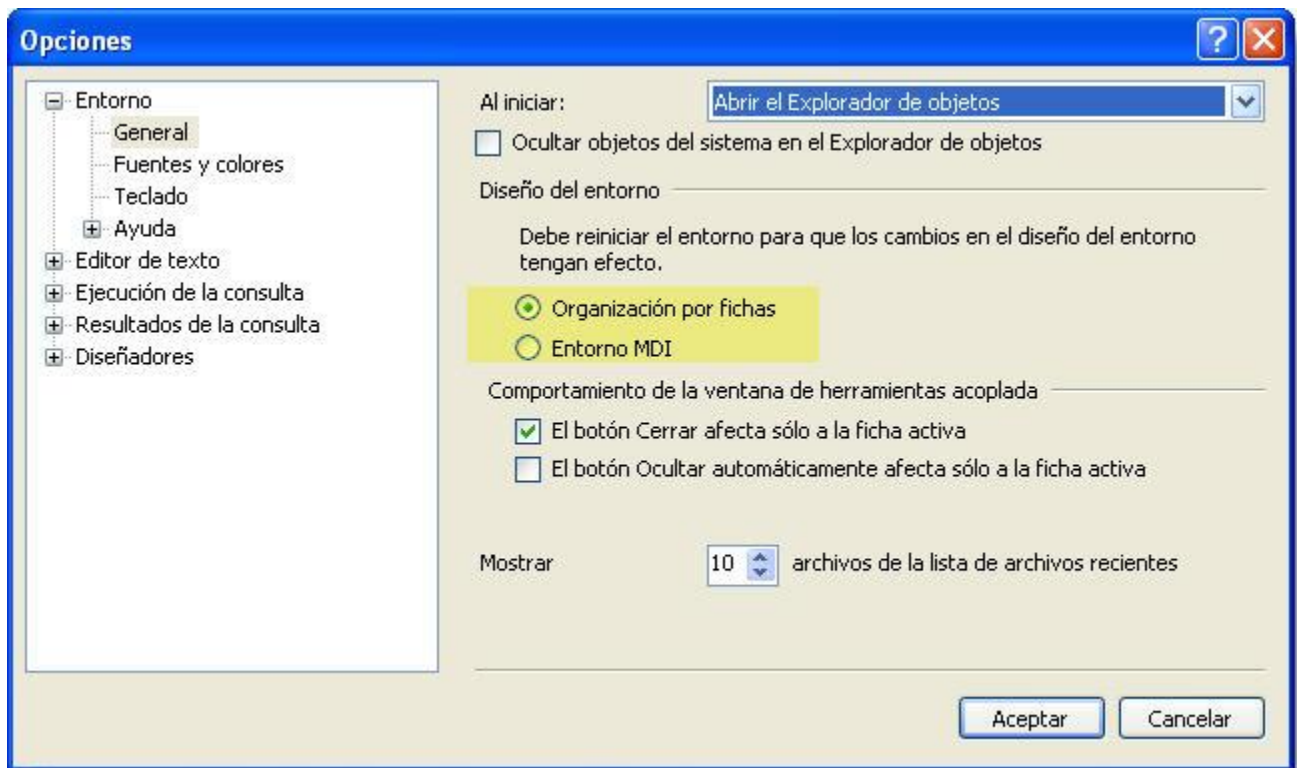 Opciones
Entorno
General
Fuentes y colores
Teclado
Ayuda
Editor de texto
Ejecución de la consulta
Resultados de la consulta
Diseñadores
Al iniciar:
Abrir el Explorador de objetos
Ocultar objetos del sistema en el Explorador de objetos
Diseño del entorno
Debe reiniciar el entorno para que los cambios en el diseño del entorno
tengan efecto.
Organización por fichas
Entorno MDI
Comportamiento de la ventana de herramientas acoplada
El botón Cerrar afecta sólo a la ficha activa
El botón Ocultar automáticamente afecta sólo a la ficha activa
Mostrar 10 archivos de la lista de archivos recientes
Aceptar Cancelar